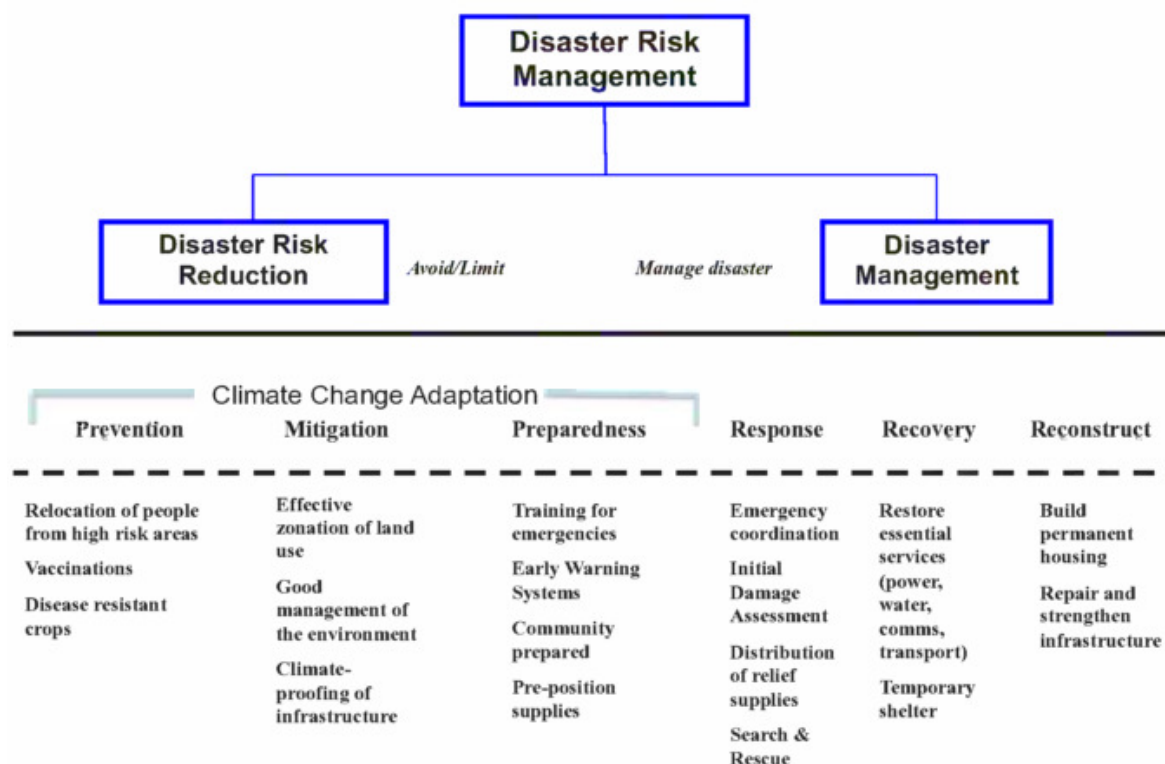 Disaster Risk
Management
Disaster Risk
Reduction
Avoid/Limit
Manage disaster
Disaster
Management
Climate Change Adaptation
Prevention
Mitigation
Preparedness
Response
Recovery
Reconstruct
Relocation of people
from high risk areas
Vaccinations
Disease resistant
crops
Effective
zonation of land
use
Good
management of
the environment
Climate-
proofing of
infrastructure
Training for
emergencies
Early Warning
Systems
Community
prepared
Pre-position
supplies
Emergency
coordination
Initial
Damage
Assessment
Distribution
of relief
supplies
Search &
Rescue
Restore
essential
services
(power,
water,
comms,
transport)
Temporary
shelter
Build
permanent
housing
Repair and
strengthen
infrastructure